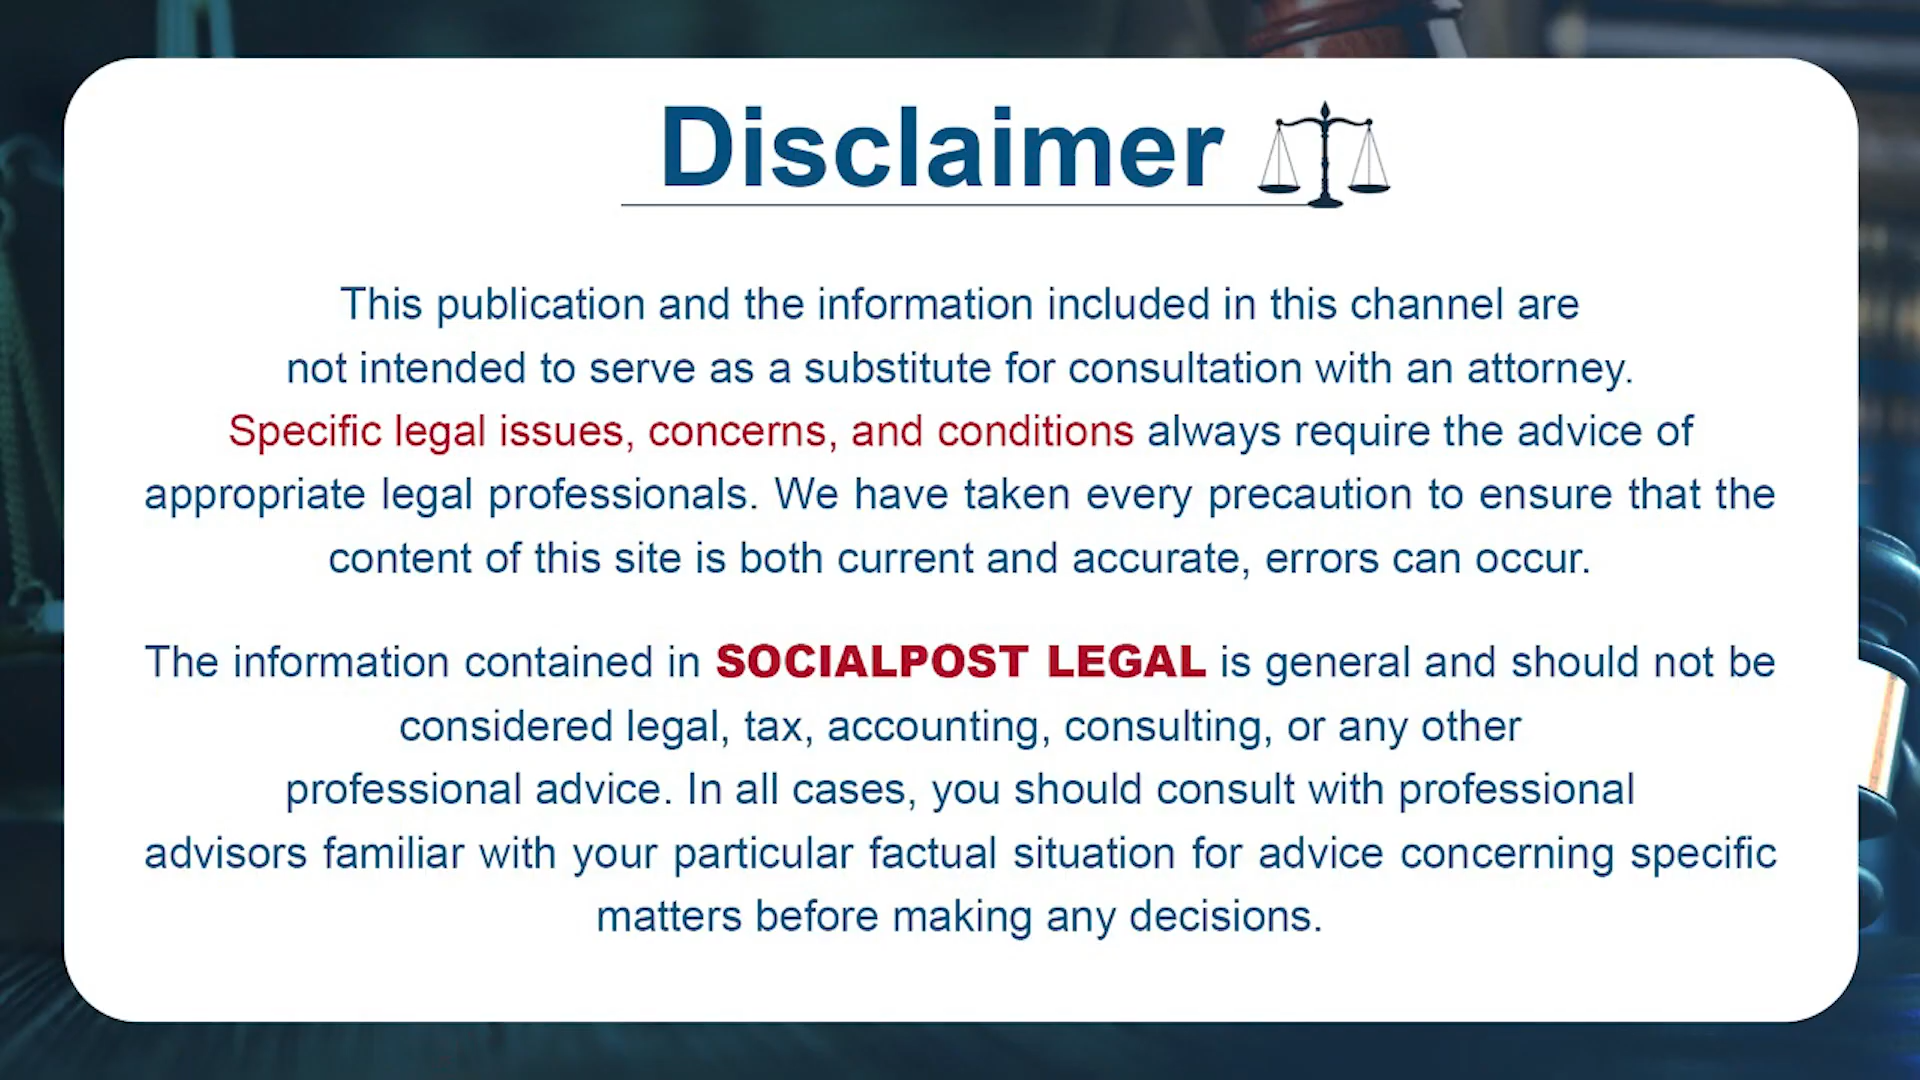 Disclaimer
This publication and the information included in this channel are
not intended to serve as a substitute for consultation with an attorney.
Specific legal issues, concerns, and conditions always require the advice of
appropriate legal professionals. We have taken every precaution to ensure that the
content of this site is both current and accurate, errors can occur.
The information contained in SOCIALPOST LEGAL is general and should not be
considered legal, tax, accounting, consulting, or any other
professional advice. In all cases, you should consult with professional
advisors familiar with your particular factual situation for advice concerning specific
matters before making any decisions.